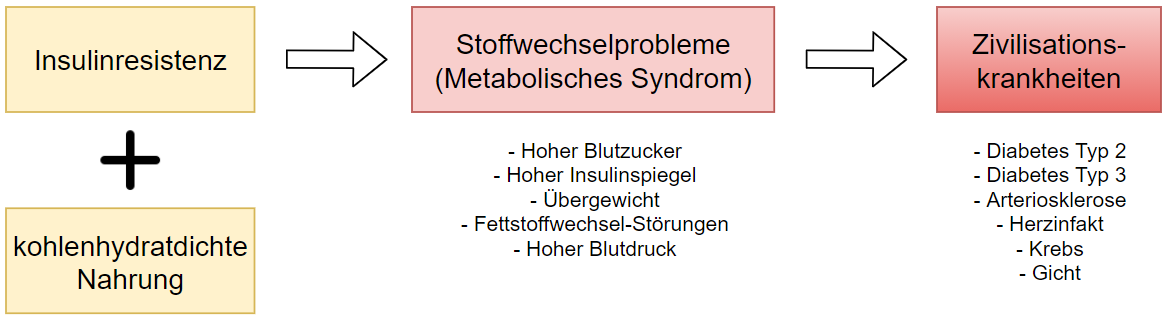 Insulinresistenz
+
kohlenhydratdichte
Nahrung
Stoffwechselprobleme
(Metabolisches Syndrom)
- Hoher Blutzucker
- Hoher Insulinspiegel
- Übergewicht
- Fettstoffwechsel-Störungen
- Hoher Blutdruck
Zivilisations-
krankheiten
- Diabetes Typ 2
- Diabetes Typ 3
- Arteriosklerose
- Herzinfakt
- Krebs
- Gicht